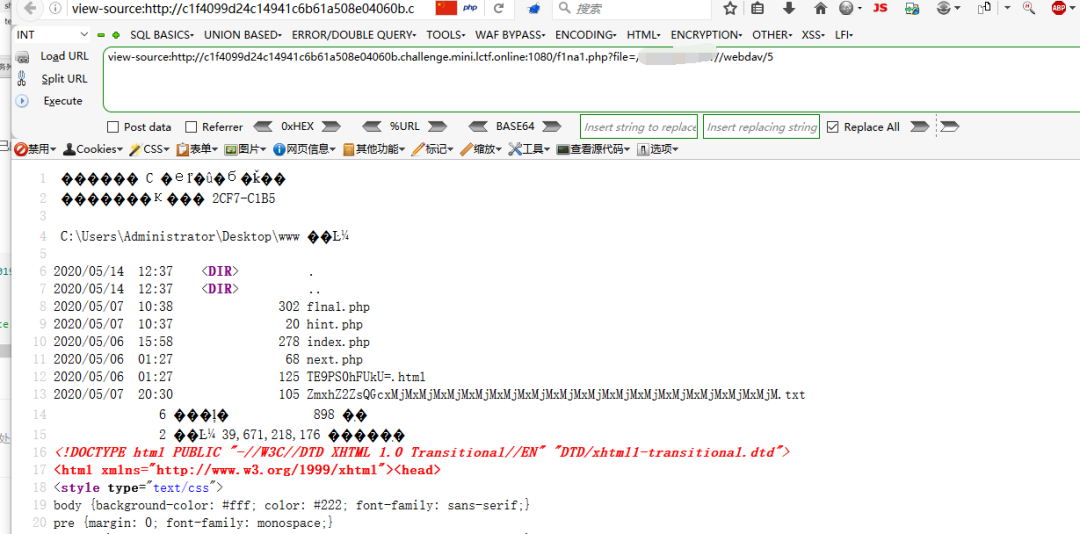 view-source:http://c1f4099d24c14941c6b61a508e04060b.c
php
搜索
JS
ABP
INT
SQL BASICS
UNION BASED
ERROR/DOUBLE QUERY
TOOLS
WAF BYPASS
ENCODING
HTML
ENCRYPTION
OTHER
XSS
LFI
Load URL
Split URL
Execute
view-source:http://c1f4099d24c14941c6b61a508e04060b.challenge.mini.lctf.online:1080/f1na1.php?file=/ //webdav/5
Post data
Referrer
0xHEX
%URL
BASE64
Insert string to replace
Insert replacing string
Replace All
禁用
Cookies
CSS
表单
图片
网页信息
其他功能
标记
缩放
工具
查看源代码
选项
1 ������ C
2 ��� 2CF7-C1B5
3
4 C:\Users\Administrator\Desktop\www
5
6 2020/05/14 12:37 <DIR> .
7 2020/05/14 12:37 <DIR> ..
8 2020/05/07 10:38 302 f1na1.php
9 2020/05/07 10:37 20 hint.php
10 2020/05/06 15:58 278 index.php
11 2020/05/06 01:27 68 next.php
12 2020/05/06 01:27 125 TE9PS0hFUkU=.html
13 2020/05/07 20:30 105 ZmxhZ2ZsQGcxMjMxMjMxMjMxMjMxMjMxMjMxMjMxMjMxMjMxMjMxMjMxMjMxMjM.txt
14 6 898 ��
15 2 39,671,218,176
16 <!DOCTYPE html PUBLIC "-//W3C//DTD XHTML 1.0 Transitional//EN" "DTD/xhtml1-transitional.dtd">
17 <html xmlns="http://www.w3.org/1999/xhtml"><head>
18 <style type="text/css">
19 body {background-color: #fff; color: #222; font-family: sans-serif;}
20 pre {margin: 0; font-family: monospace;}